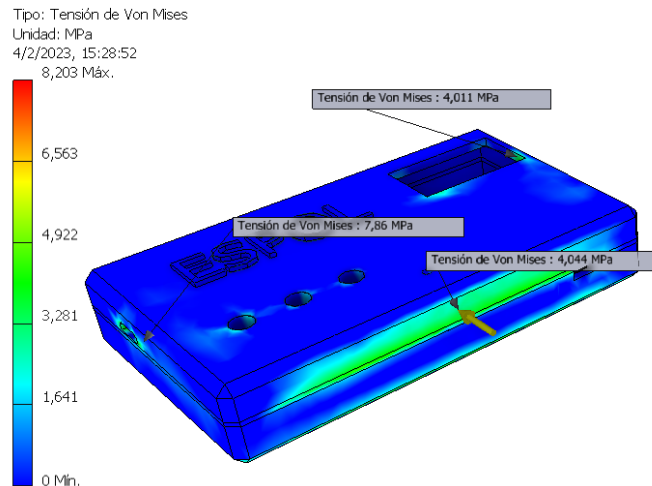 Tipo: Tensión de Von Mises
Unidad: MPa
4/2/2023, 15:28:52
8,203 Máx.
Tensión de Von Mises : 4,011 MPa
6,563
Tensión de Von Mises : 7,86 MPa
4,922
Tensión de Von Mises : 4,044 MPa
3,281
1,641
0 Mín.